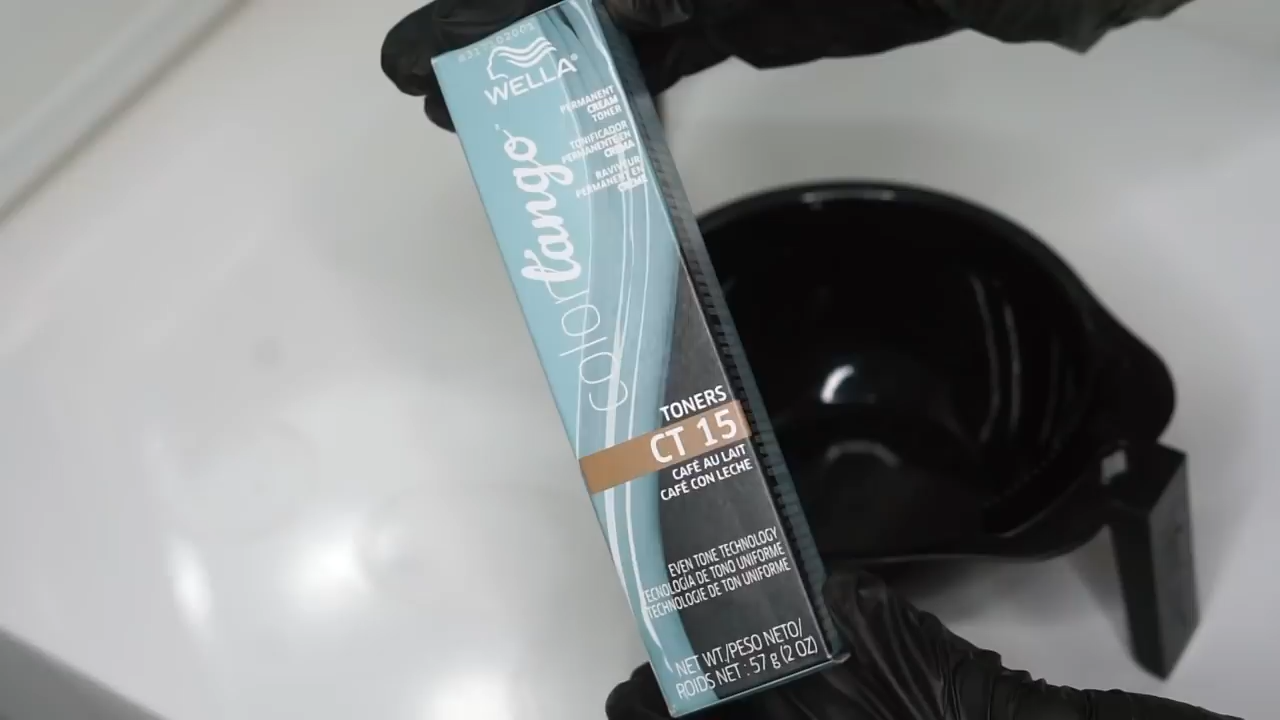 WELLA
PERMANENT
CREAM
TONER
TONIFICADOR
PERMANENTE EN
CREMA
RAVIVEUR
PERMANENT EN
CRÈME
colortango
TONERS
CT 15
CAFÉ AU LAIT
CAFÉ CON LECHE
EVEN TONE TECHNOLOGY
TECNOLOGÍA DE TONO UNIFORME
TECHNOLOGIE DE TON UNIFORME
NET WT./PESO NETO/
POIDS NET : 57 g (2 OZ)